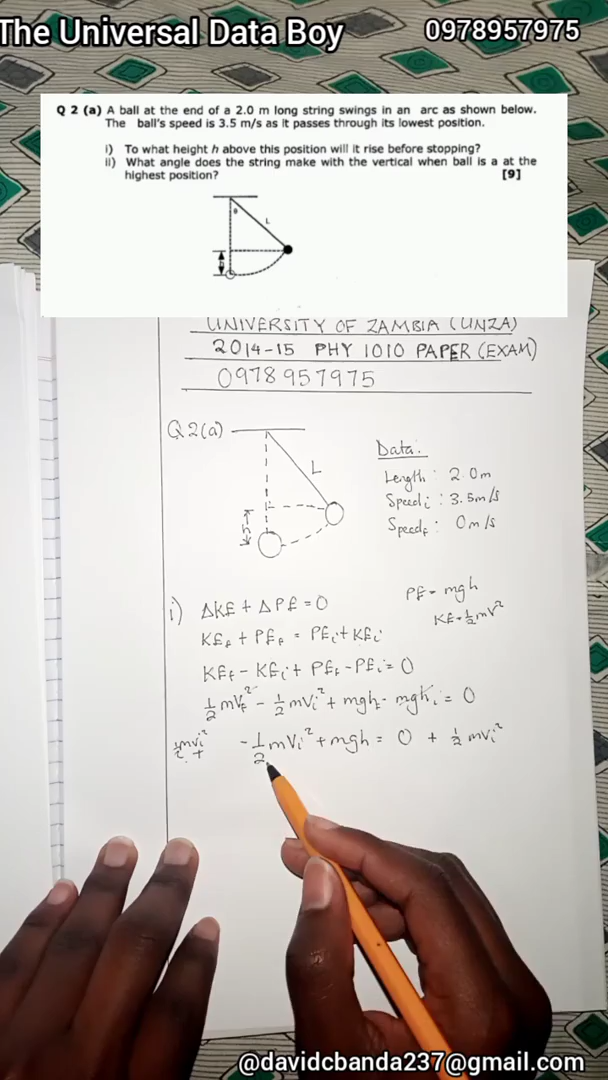 The Universal Data Boy 0978957975
Q 2 (a) A ball at the end of a 2.0 m long string swings in an arc as shown below.
The ball's speed is 3.5 m/s as it passes through its lowest position.
i) To what height h above this position will it rise before stopping?
ii) What angle does the string make with the vertical when ball is a at the
highest position? [9]
θ
L
h
UNIVERSITY OF ZAMBIA (UNZA)
2014-15 PHY 1010 PAPER (EXAM)
0978957975
Q2(a)
L
h
Data:
Length: 2.0m
Speedi: 3.5m/s
Speedf: 0m/s
PE = mgh
KE = ½mv²
i) ΔKE + ΔPE = 0
KEf + PEf = PEi + KEi
KEf - KEi + PEf - PEi = 0
½mVf² - ½mVi² + mghf - mghi = 0
½mvi² + -½mVi² + mgh = 0 + ½mvi²
@davidcbanda237@gmail.com